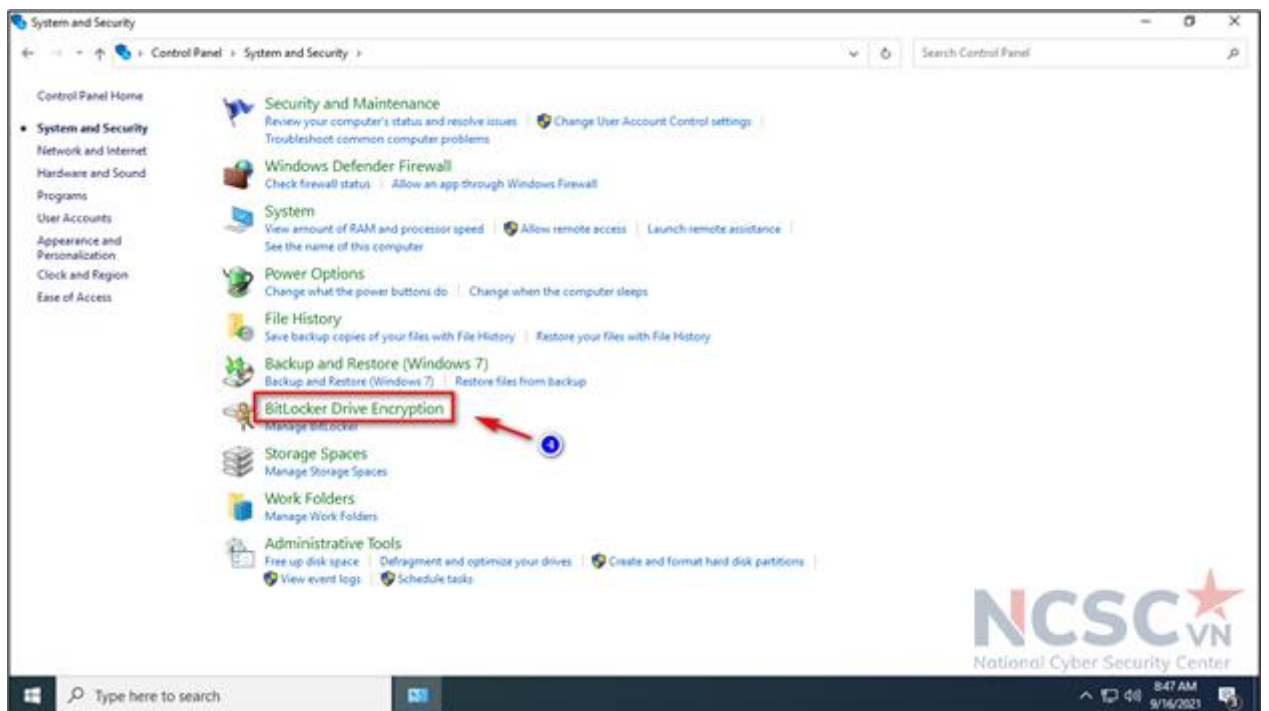 System and Security
Control Panel › System and Security ›
Search Control Panel
Control Panel Home
System and Security
Network and Internet
Hardware and Sound
Programs
User Accounts
Appearance and
Personalization
Clock and Region
Ease of Access
Security and Maintenance
Review your computer's status and resolve issues | Change User Account Control settings |
Troubleshoot common computer problems
Windows Defender Firewall
Check firewall status | Allow an app through Windows Firewall
System
View amount of RAM and processor speed | Allow remote access | Launch remote assistance |
See the name of this computer
Power Options
Change what the power buttons do | Change when the computer sleeps
File History
Save backup copies of your files with File History | Restore your files with File History
Backup and Restore (Windows 7)
Backup and Restore (Windows 7) | Restore files from backup
BitLocker Drive Encryption
Manage BitLocker
4
Storage Spaces
Manage Storage Spaces
Work Folders
Manage Work Folders
Administrative Tools
Free up disk space | Defragment and optimize your drives | Create and format hard disk partitions |
View event logs | Schedule tasks
NCSC VN
National Cyber Security Center
Type here to search
8:47 AM
9/16/2021
3